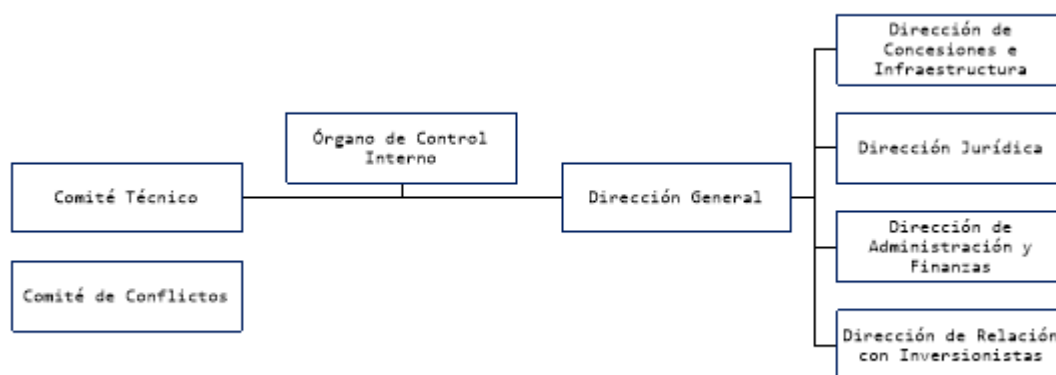 Dirección de
Concesiones e
Infraestructura
Órgano de Control
Interno
Dirección Jurídica
Comité Técnico
Dirección General
Dirección de
Administración y
Finanzas
Comité de Conflictos
Dirección de Relación
con Inversionistas